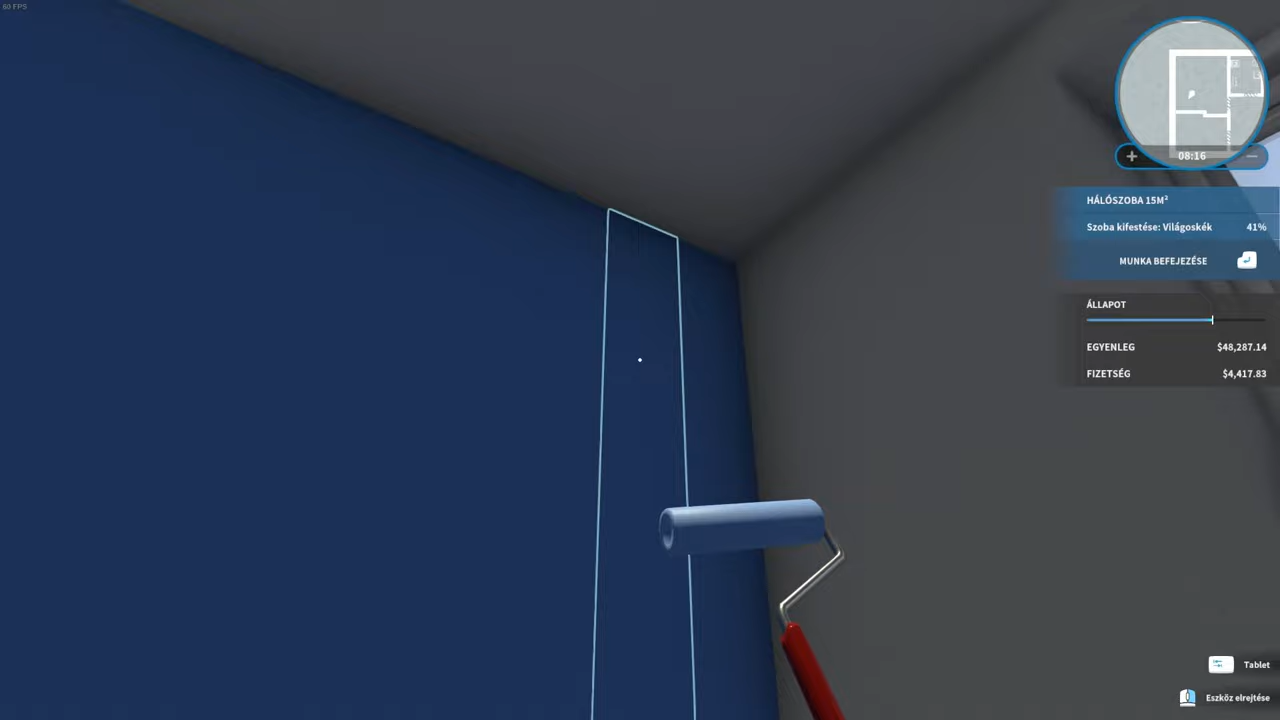 60 FPS
08:16
HÁLÓSZOBA 15M²
Szoba kifestése: Világoskék 41%
MUNKA BEFEJEZÉSE
ÁLLAPOT
EGYENLEG $48,287.14
FIZETSÉG $4,417.83
Tablet
Eszköz elrejtése